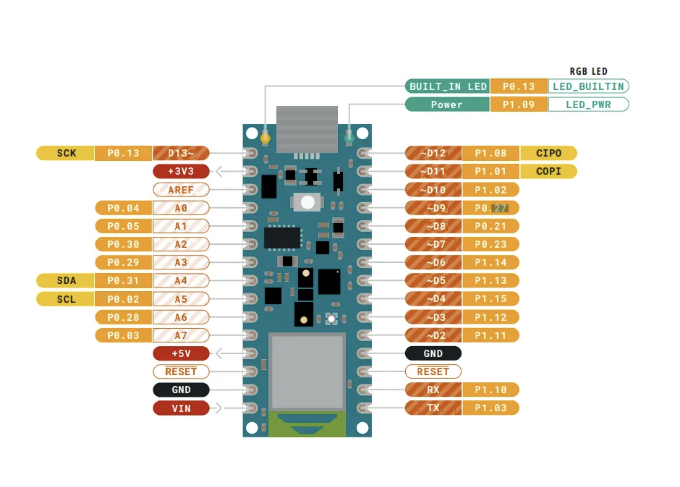 RGB LED
BUILT_IN LED P0.13 LED_BUILTIN
Power P1.09 LED_PWR
SCK P0.13 D13~
+3V3
AREF
P0.04 A0
P0.05 A1
P0.30 A2
P0.29 A3
SDA P0.31 A4
SCL P0.02 A5
P0.28 A6
P0.03 A7
+5V
RESET
GND
VIN
~D12 P1.08 CIPO
~D11 P1.01 COPI
~D10 P1.02
~D9 P0.27
~D8 P0.21
~D7 P0.23
~D6 P1.14
~D5 P1.13
~D4 P1.15
~D3 P1.12
~D2 P1.11
GND
RESET
RX P1.10
TX P1.03